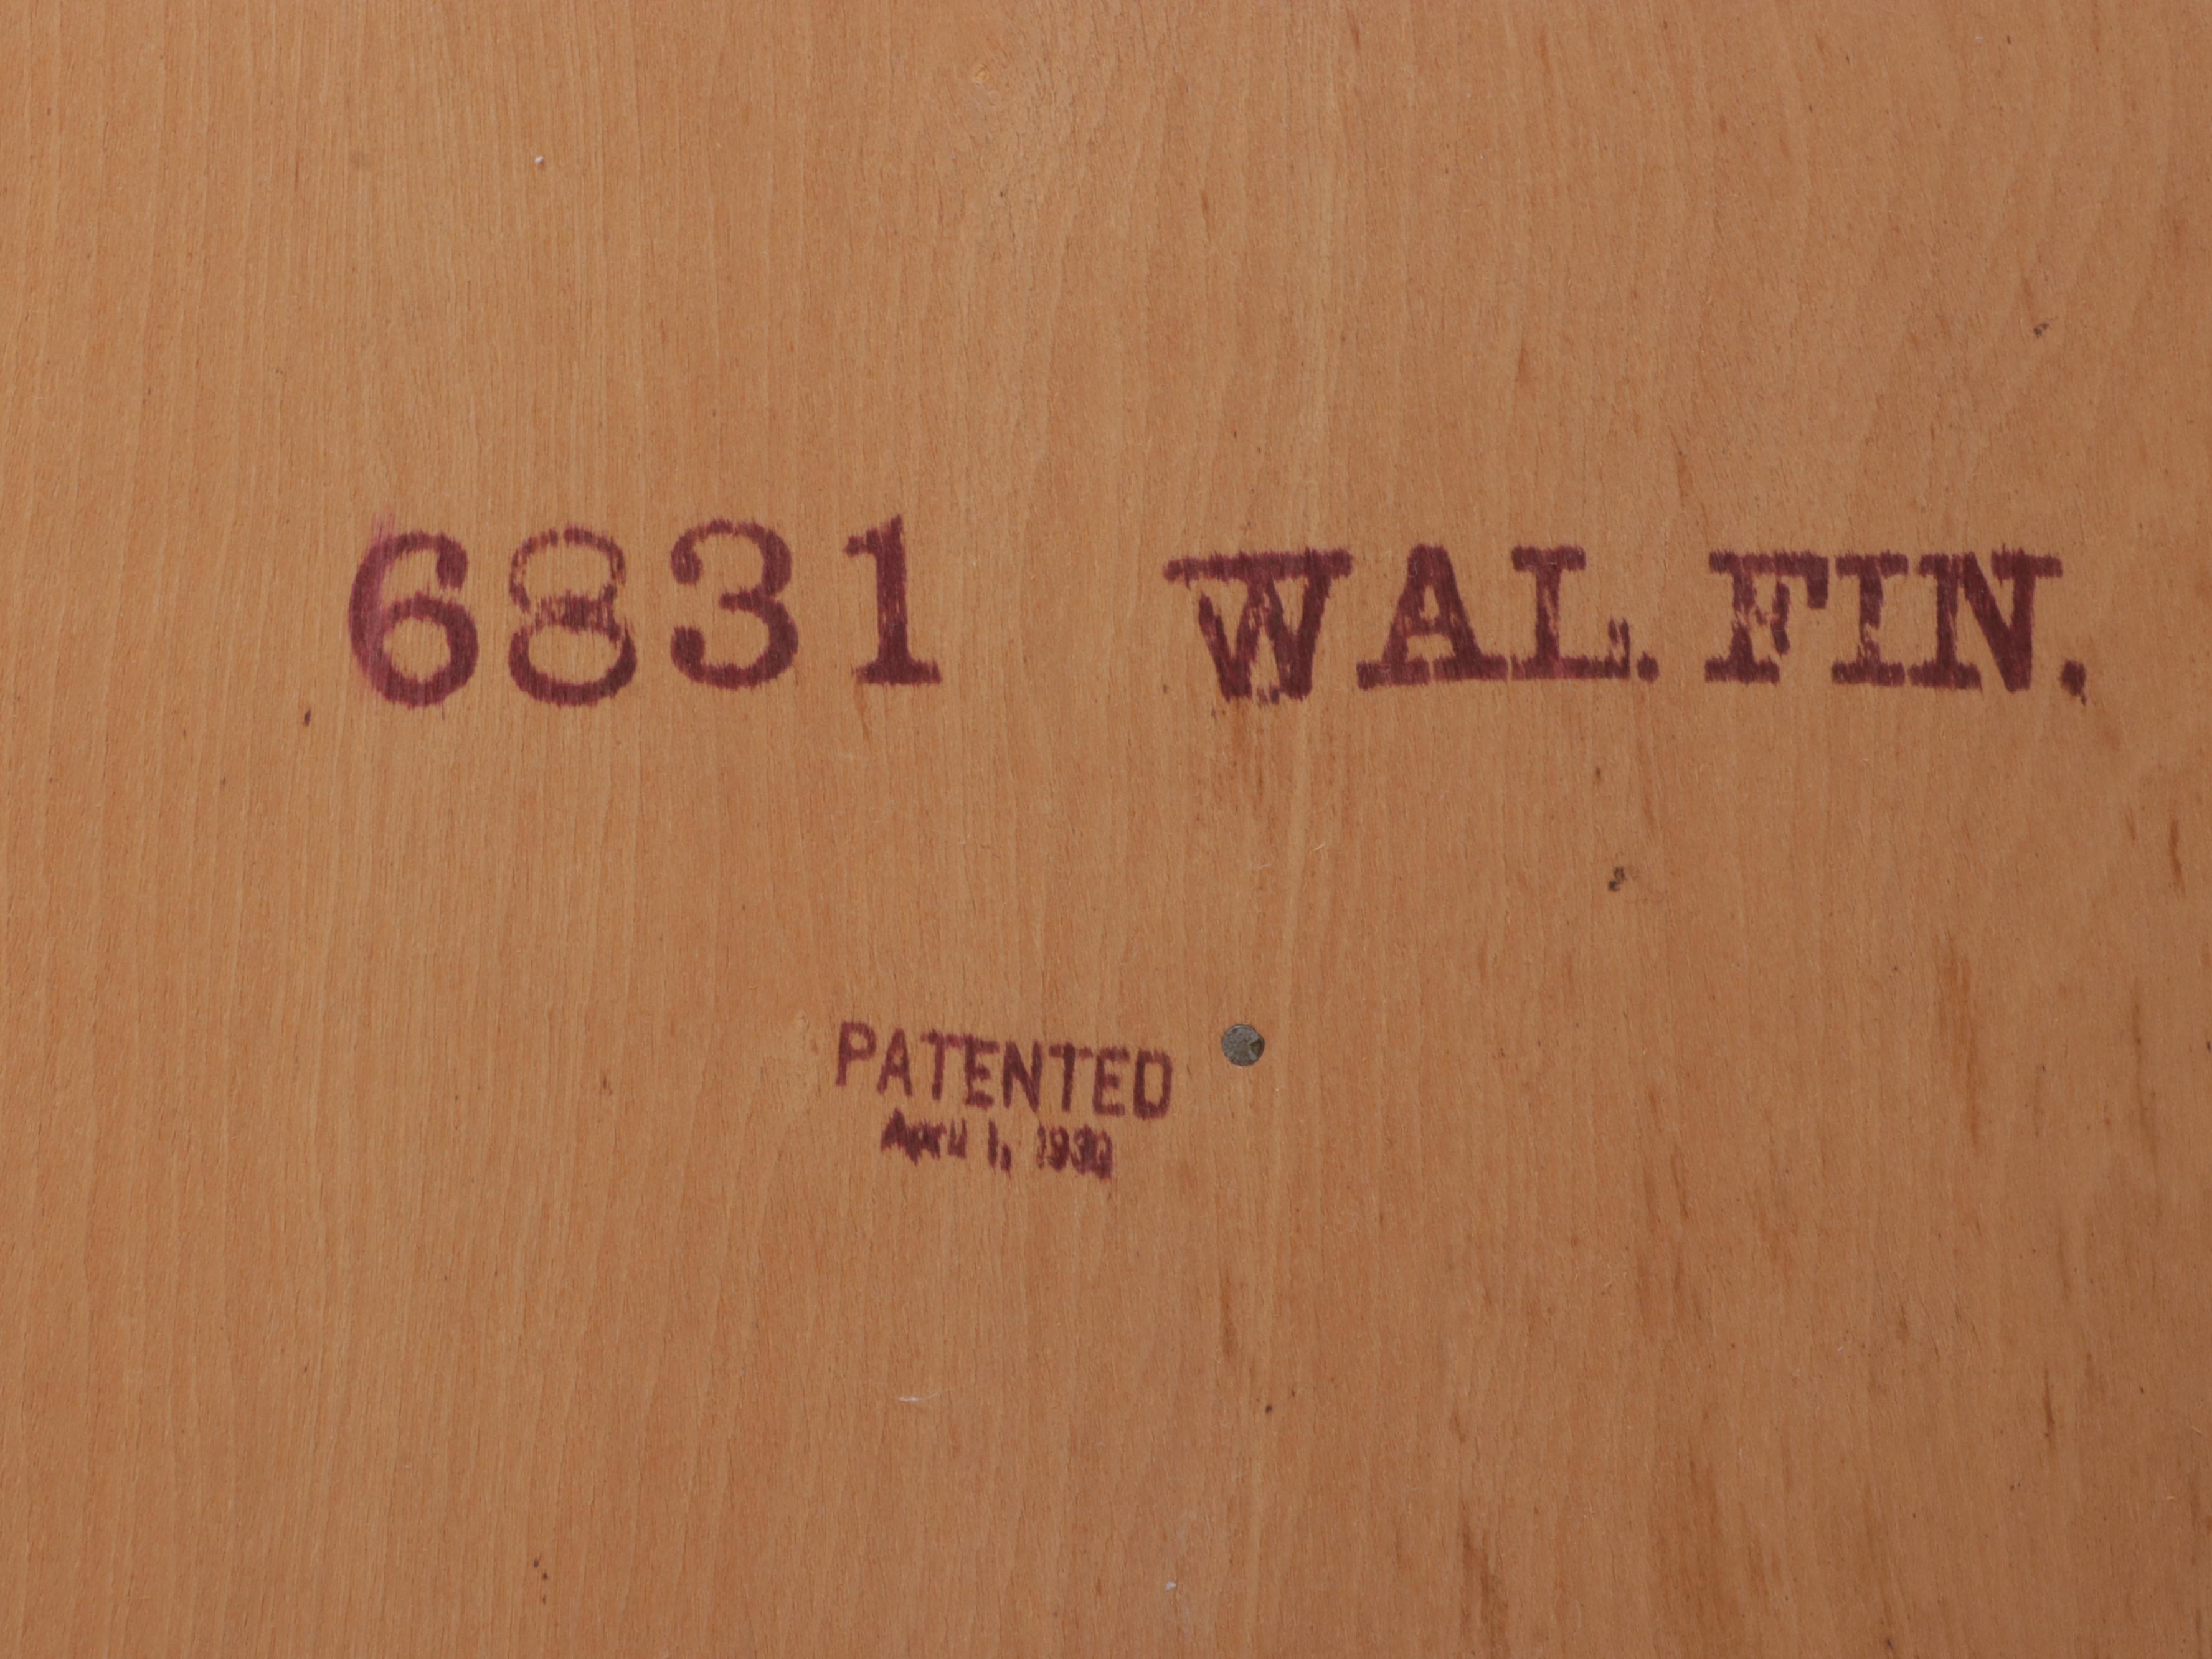 6831 WAL. FIN.
PATENTED
April 1, 1930